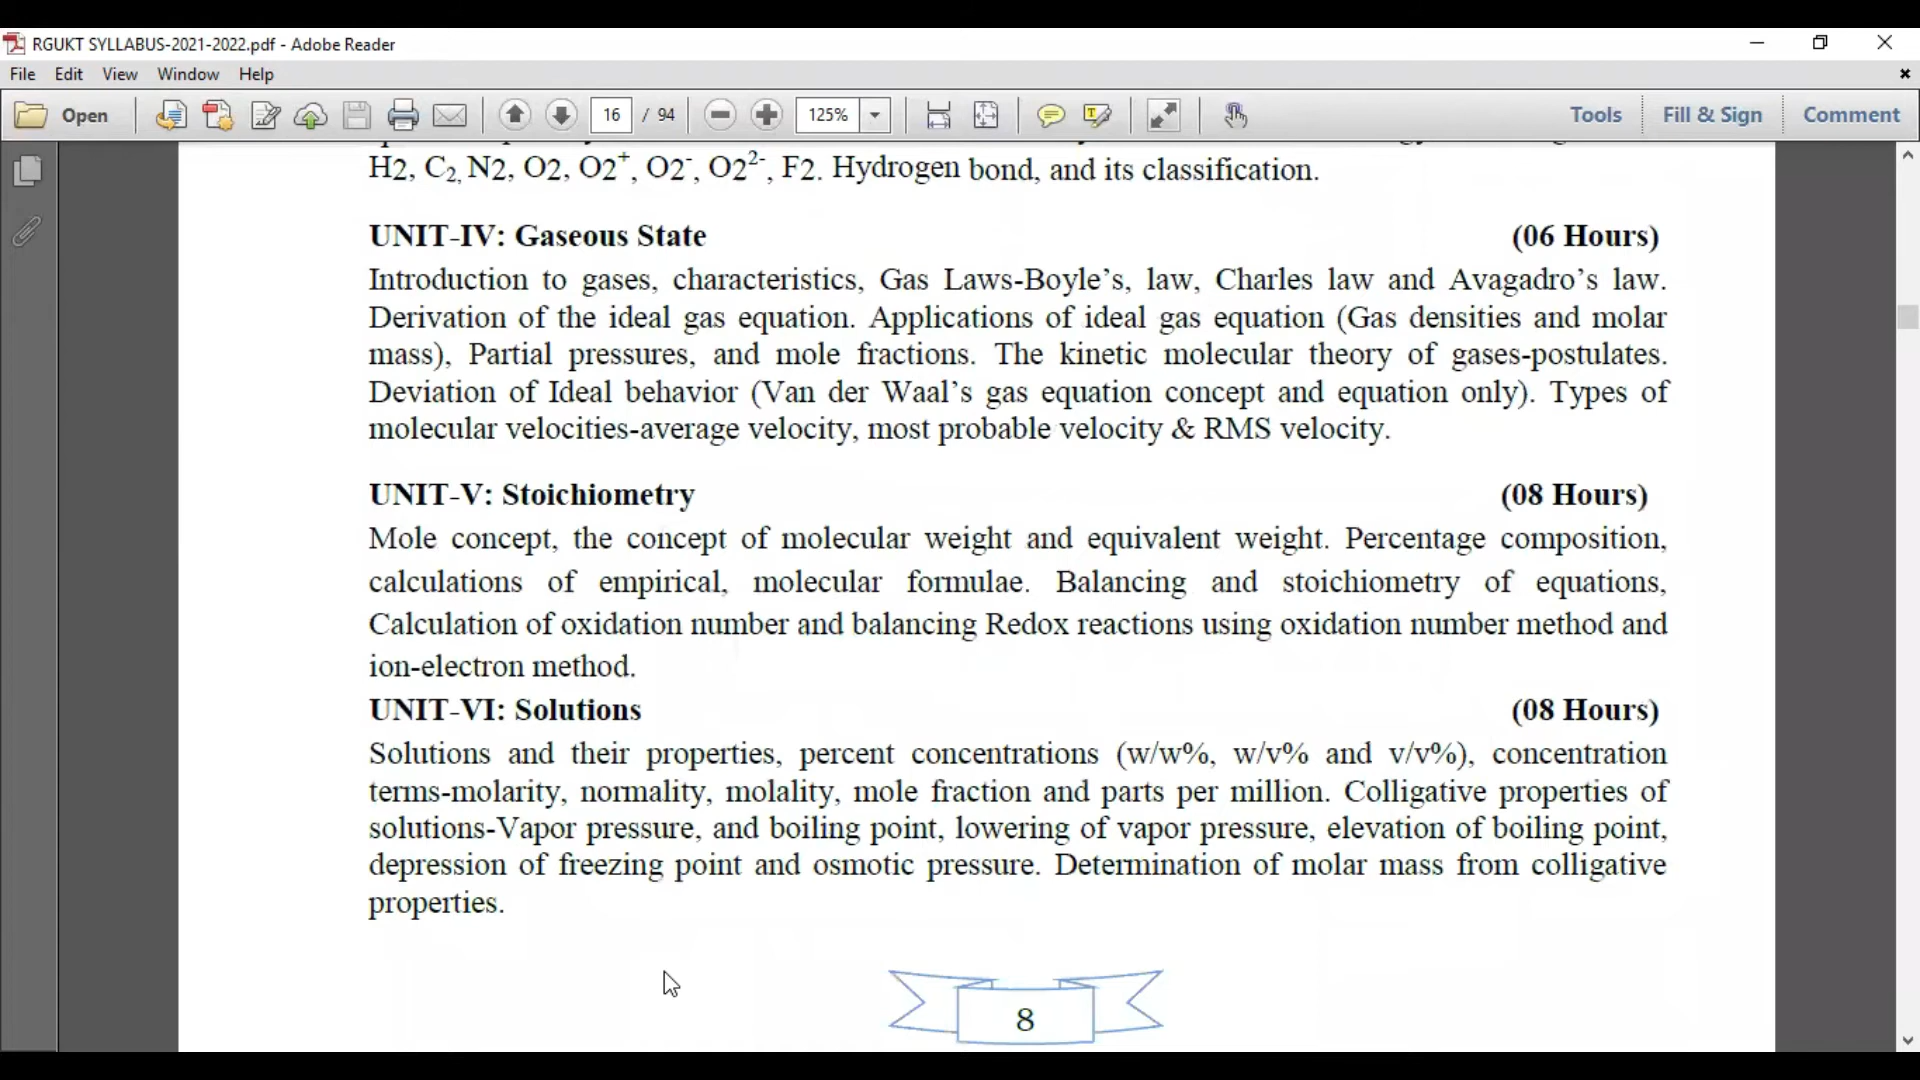 RGUKT SYLLABUS-2021-2022.pdf - Adobe Reader
File Edit View Window Help
Open 16 / 94 125% Tools Fill & Sign Comment
H2, C2, N2, O2, O2+, O2-, O22-, F2. Hydrogen bond, and its classification.
UNIT-IV: Gaseous State (06 Hours)
Introduction to gases, characteristics, Gas Laws-Boyle’s, law, Charles law and Avagadro’s law.
Derivation of the ideal gas equation. Applications of ideal gas equation (Gas densities and molar
mass), Partial pressures, and mole fractions. The kinetic molecular theory of gases-postulates.
Deviation of Ideal behavior (Van der Waal’s gas equation concept and equation only). Types of
molecular velocities-average velocity, most probable velocity & RMS velocity.
UNIT-V: Stoichiometry (08 Hours)
Mole concept, the concept of molecular weight and equivalent weight. Percentage composition,
calculations of empirical, molecular formulae. Balancing and stoichiometry of equations,
Calculation of oxidation number and balancing Redox reactions using oxidation number method and
ion-electron method.
UNIT-VI: Solutions (08 Hours)
Solutions and their properties, percent concentrations (w/w%, w/v% and v/v%), concentration
terms-molarity, normality, molality, mole fraction and parts per million. Colligative properties of
solutions-Vapor pressure, and boiling point, lowering of vapor pressure, elevation of boiling point,
depression of freezing point and osmotic pressure. Determination of molar mass from colligative
properties.
8